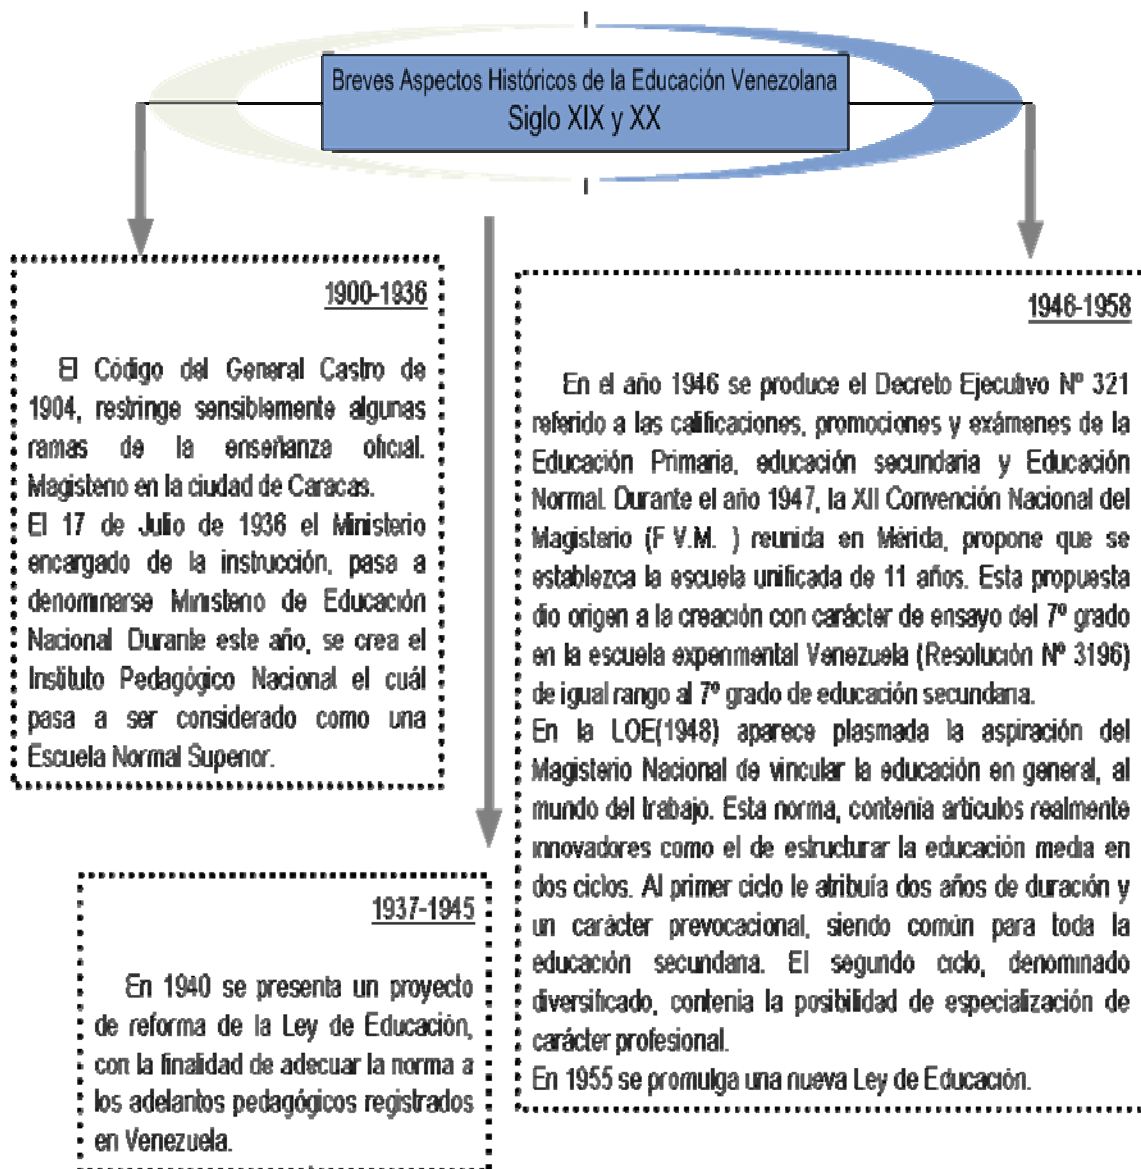 Breves Aspectos Históricos de la Educación Venezolana
Siglo XIX y XX
1900-1936
El Código del General Castro de
1904, restringe sensiblemente algunas
ramas de la enseñanza oficial.
Magisterio en la ciudad de Caracas.
El 17 de Julio de 1936 el Ministerio
encargado de la instrucción, pasa a
denominarse Ministerio de Educación
Nacional Durante este año, se crea el
Instituto Pedagógico Nacional el cuál
pasa a ser considerado como una
Escuela Normal Superior.
1937-1945
En 1940 se presenta un proyecto
de reforma de la Ley de Educación,
con la finalidad de adecuar la norma a
los adelantos pedagógicos registrados
en Venezuela.
1946-1958
En el año 1946 se produce el Decreto Ejecutivo Nº 321
referido a las calificaciones, promociones y exámenes de la
Educación Primaria, educación secundaria y Educación
Normal. Durante el año 1947, la XII Convención Nacional del
Magisterio (F V.M. ) reunida en Mérida, propone que se
establezca la escuela unificada de 11 años. Esta propuesta
dio origen a la creación con carácter de ensayo del 7º grado
en la escuela experimental Venezuela (Resolución Nº 3196)
de igual rango al 7º grado de educación secundaria.
En la LOE(1948) aparece plasmada la aspiración del
Magisterio Nacional de vincular la educación en general, al
mundo del trabajo. Esta norma, contenia articulos realmente
innovadores como el de estructurar la educación media en
dos ciclos. Al primer ciclo le atribuía dos años de duración y
un carácter prevocacional, siendo común para toda la
educación secundaria. El segundo ciclo, denominado
diversificado, contenia la posibilidad de especialización de
carácter profesional.
En 1955 se promulga una nueva Ley de Educación.